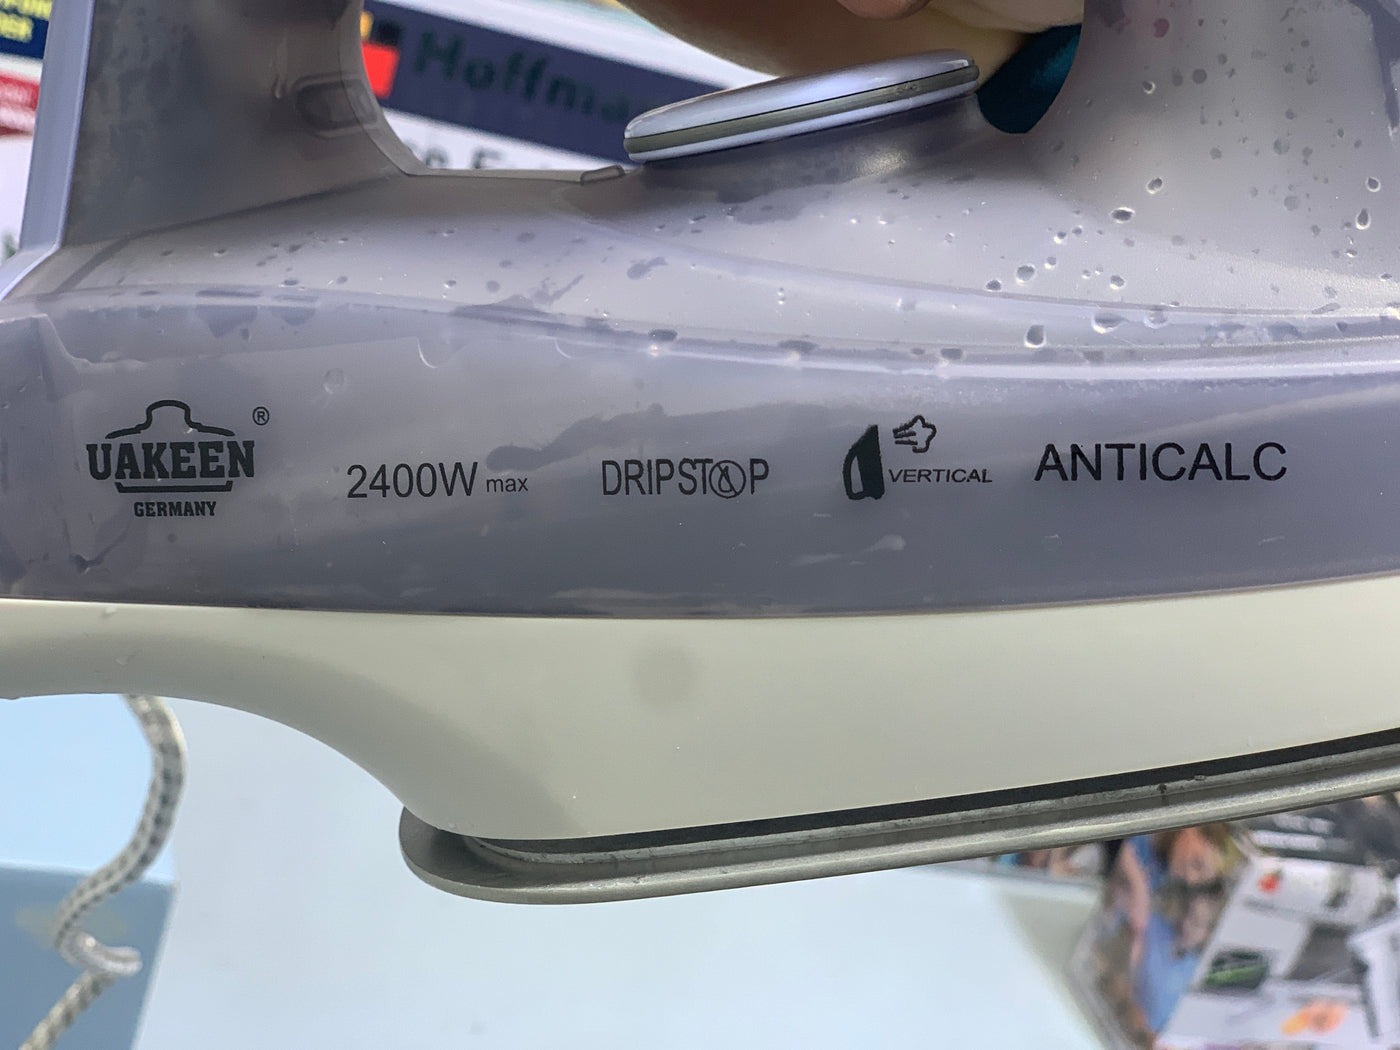 UAKEEN ®
GERMANY
2400W max
DRIPSTOP
VERTICAL
ANTICALC